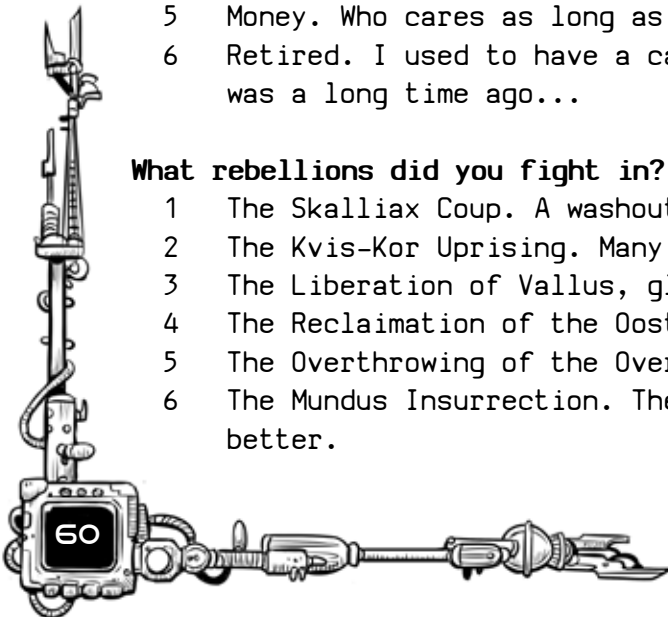 5 Money. Who cares as long as
6 Retired. I used to have a ca
was a long time ago...
What rebellions did you fight in?
1 The Skalliax Coup. A washout
2 The Kvis-Kor Uprising. Many
3 The Liberation of Vallus, gl
4 The Reclaimation of the Oost
5 The Overthrowing of the Over
6 The Mundus Insurrection. The
better.
60